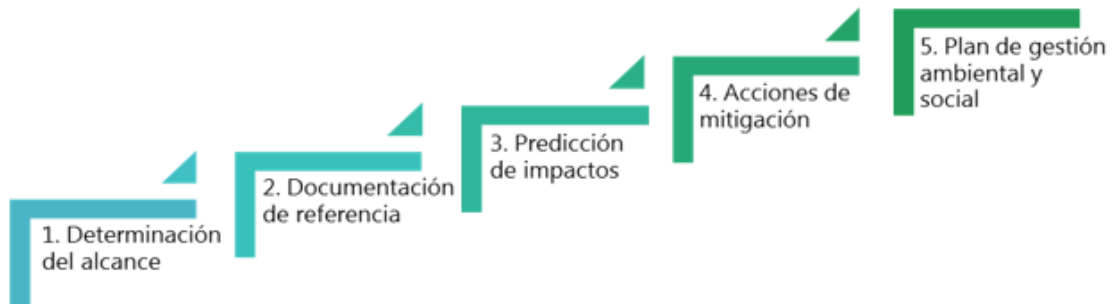 1. Determinación
del alcance
2. Documentación
de referencia
3. Predicción
de impactos
4. Acciones de
mitigación
5. Plan de gestión
ambiental y
social